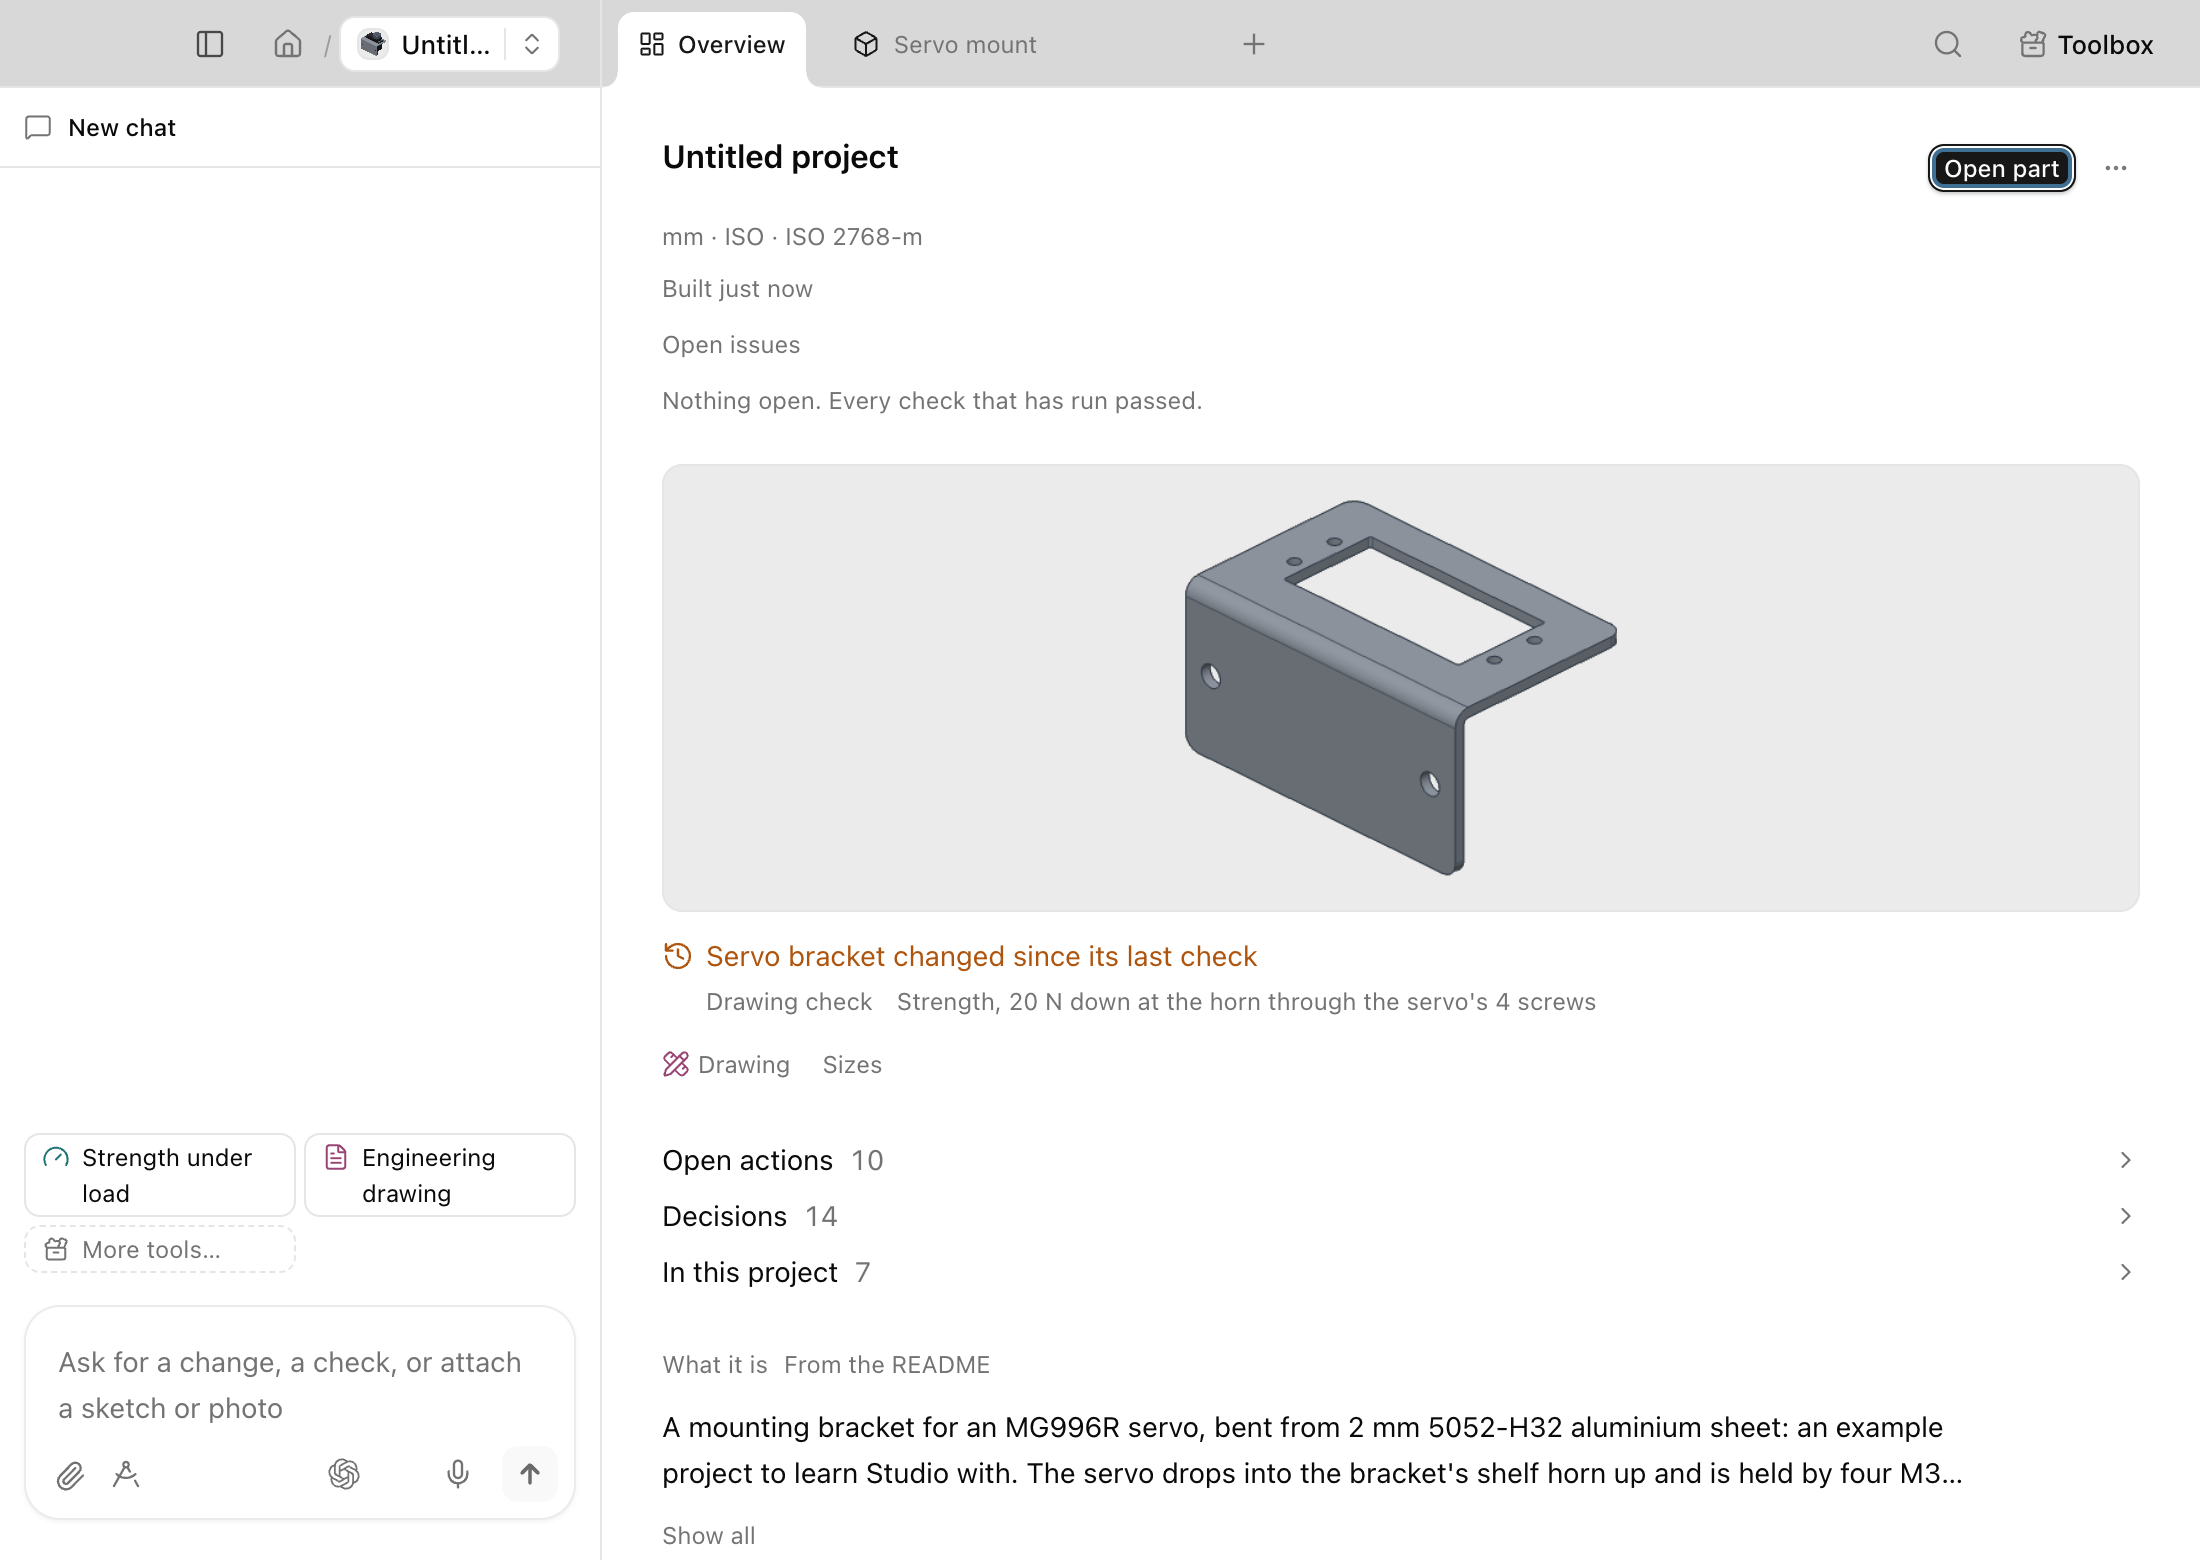 Untitl...
Overview
Servo mount
Toolbox
New chat
Untitled project
Open part
mm · ISO · ISO 2768-m
Built just now
Open issues
Nothing open. Every check that has run passed.
Servo bracket changed since its last check
Drawing check Strength, 20 N down at the horn through the servo's 4 screws
Drawing Sizes
Open actions 10
Decisions 14
In this project 7
What it is From the README
A mounting bracket for an MG996R servo, bent from 2 mm 5052-H32 aluminium sheet: an example
project to learn Studio with. The servo drops into the bracket's shelf horn up and is held by four M3...
Show all
Strength under
load
Engineering
drawing
More tools...
Ask for a change, a check, or attach
a sketch or photo